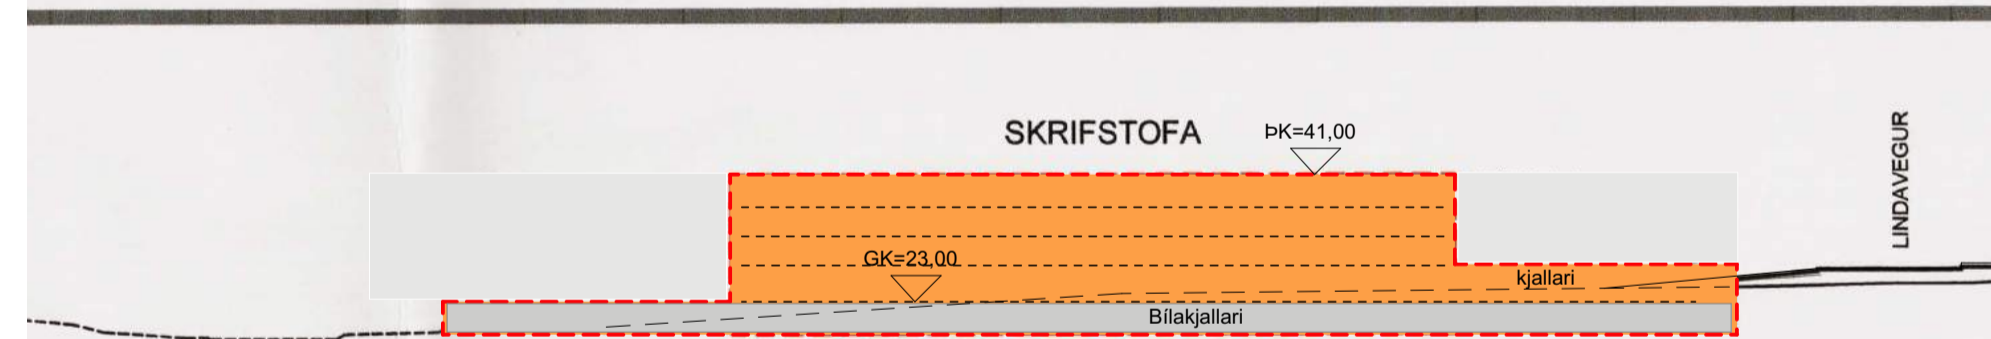 SKRIFSTOFA
ÞK=41,00
LINDAVEGUR
GK=23,00
kjallari
Bílakjallari